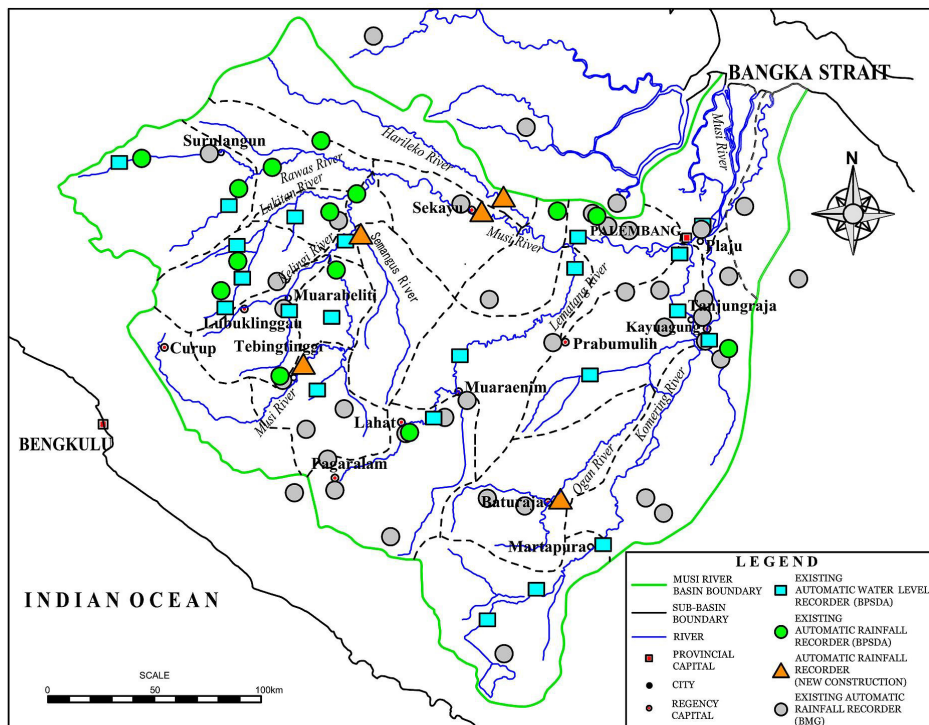 BANGKA STRAIT
Musi River
Harileko River
Surulangun
Rawas River
Lakitan River
N
Sekayu
Musi River
PALEMBANG
Plaju
Kelingi River
Semangus River
Muarabeliti
Lematang River
Tanjungraja
Lubuklinggau
Kayuagung
Curup
Tebingtinggi
Prabumulih
Musi River
Muaraenim
Komering River
BENGKULU
Lahat
Pagaralam
Ogan River
Baturaja
Martapura
INDIAN OCEAN
SCALE
0 50 100km
LEGEND
MUSI RIVER
BASIN BOUNDARY
SUB-BASIN
BOUNDARY
RIVER
PROVINCIAL
CAPITAL
CITY
REGENCY
CAPITAL
EXISTING
AUTOMATIC WATER LEVEL
RECORDER (BPSDA)
EXISTING
AUTOMATIC RAINFALL
RECORDER (BPSDA)
AUTOMATIC RAINFALL
RECORDER
(NEW CONSTRUCTION)
EXISTING AUTOMATIC
RAINFALL RECORDER
(BMG)